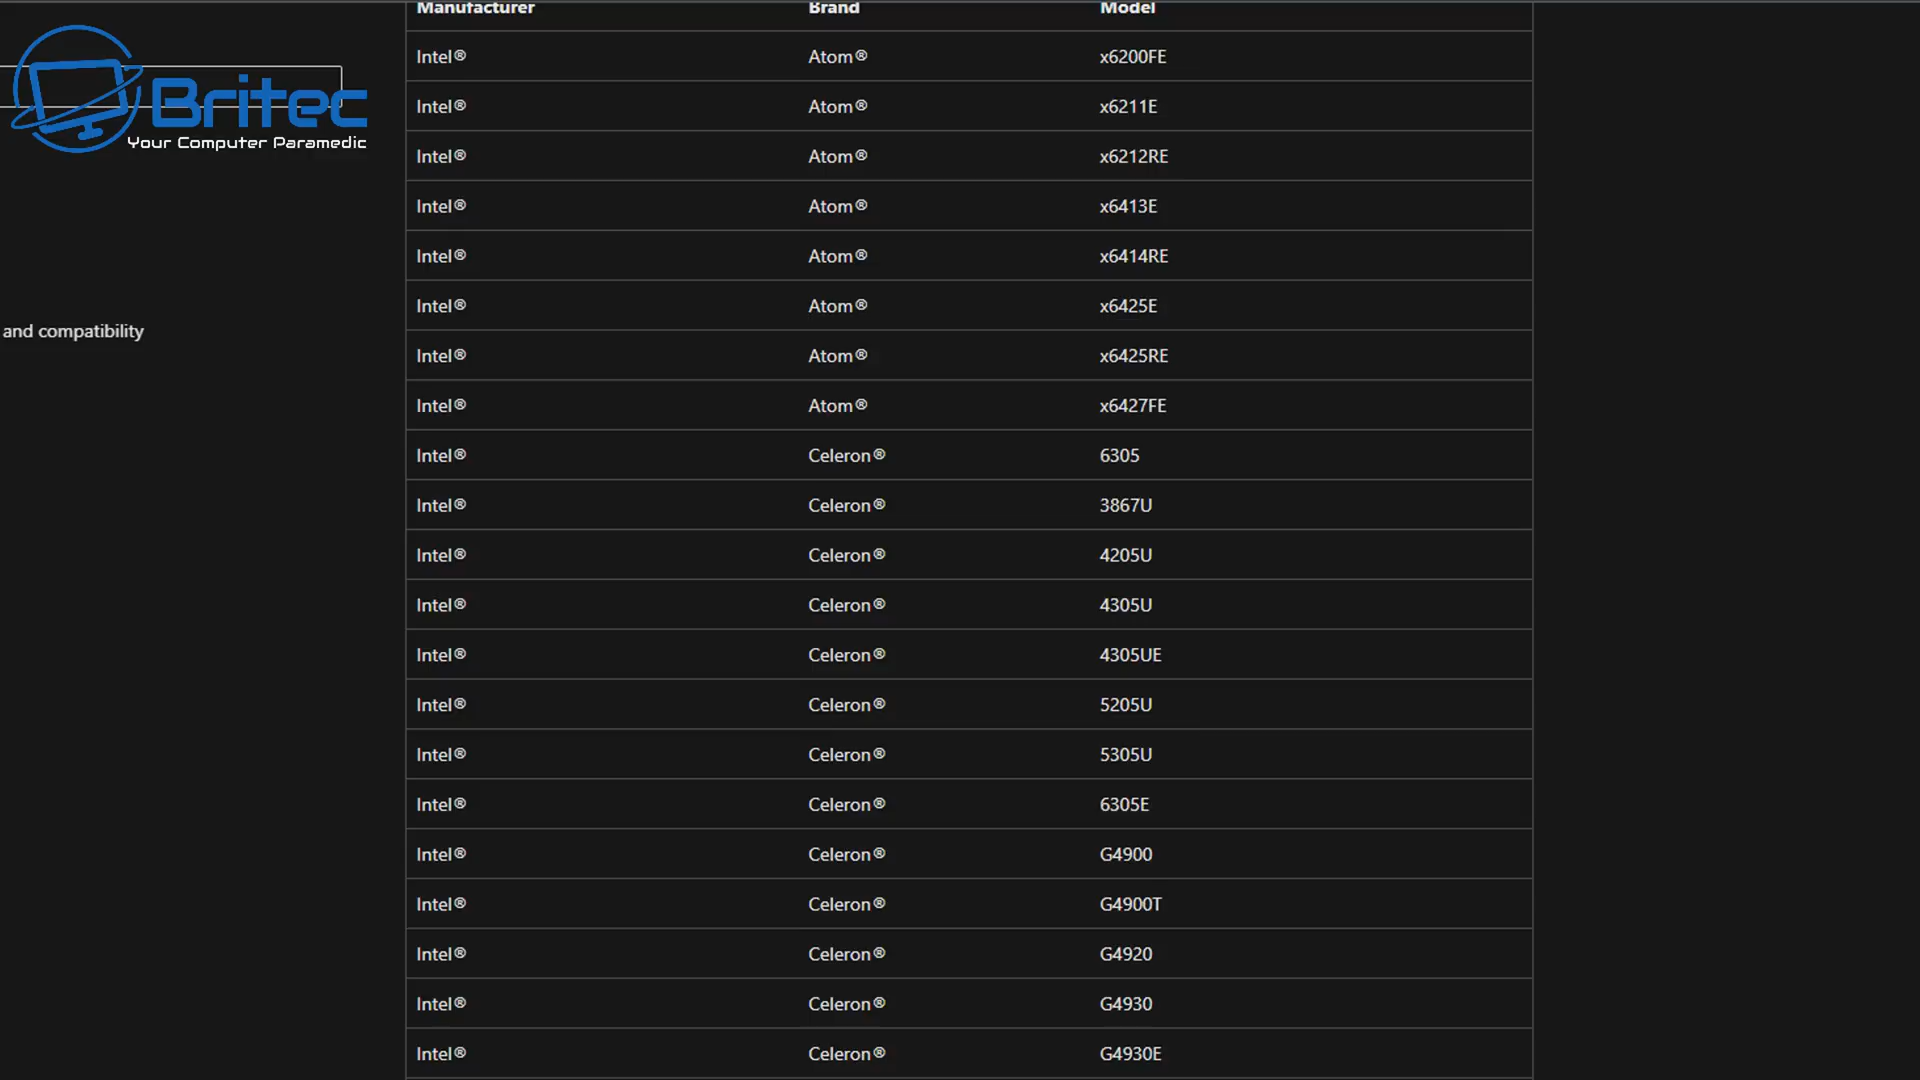 Manufacturer Brand Model
Britec
Your Computer Paramedic
and compatibility
Intel® Atom® x6200FE
Intel® Atom® x6211E
Intel® Atom® x6212RE
Intel® Atom® x6413E
Intel® Atom® x6414RE
Intel® Atom® x6425E
Intel® Atom® x6425RE
Intel® Atom® x6427FE
Intel® Celeron® 6305
Intel® Celeron® 3867U
Intel® Celeron® 4205U
Intel® Celeron® 4305U
Intel® Celeron® 4305UE
Intel® Celeron® 5205U
Intel® Celeron® 5305U
Intel® Celeron® 6305E
Intel® Celeron® G4900
Intel® Celeron® G4900T
Intel® Celeron® G4920
Intel® Celeron® G4930
Intel® Celeron® G4930E